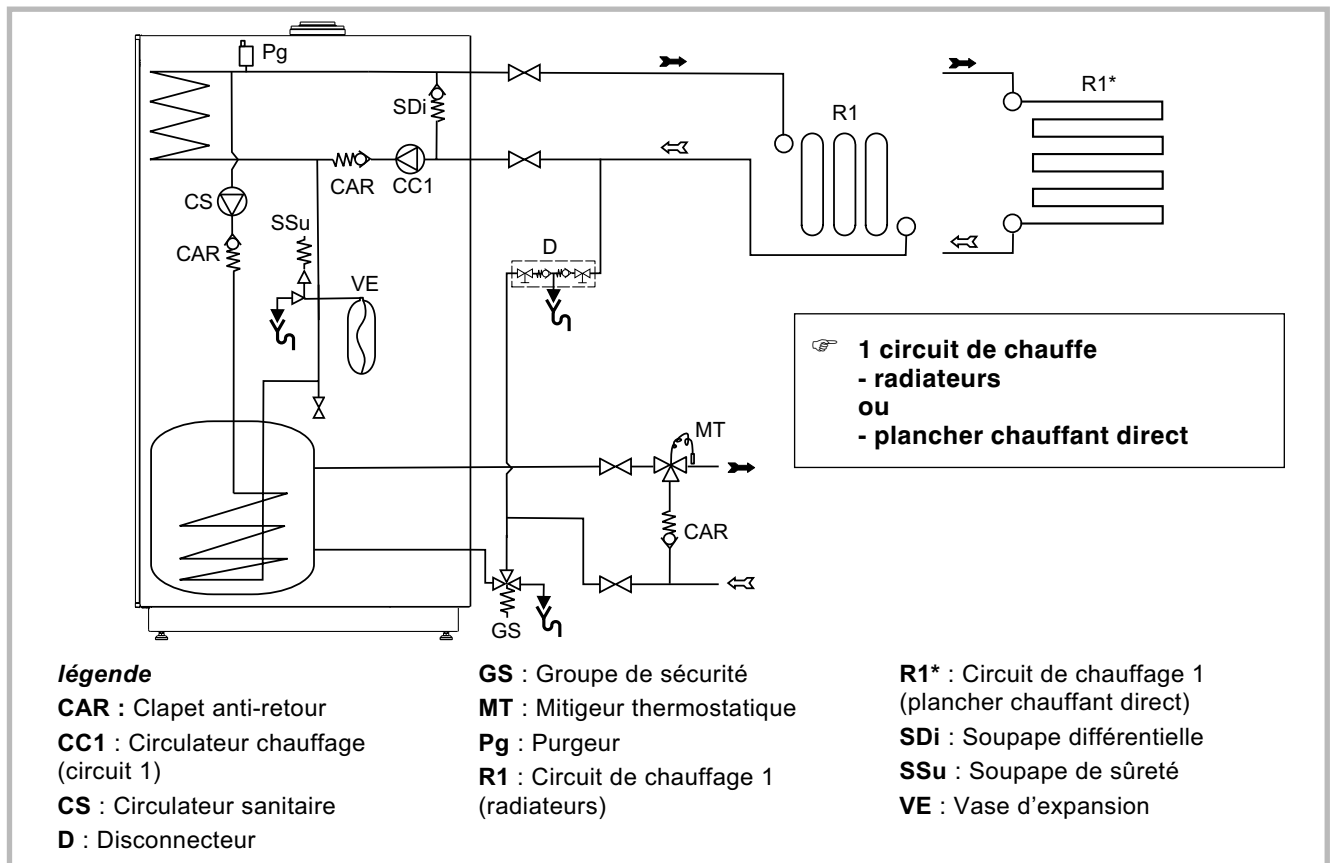 Pg
SDi
R1
R1*
CAR
CC1
CS
SSu
CAR
D
VE
☞ 1 circuit de chauffe
- radiateurs
ou
- plancher chauffant direct
MT
CAR
GS
légende
CAR : Clapet anti-retour
CC1 : Circulateur chauffage
(circuit 1)
CS : Circulateur sanitaire
D : Disconnecteur
GS : Groupe de sécurité
MT : Mitigeur thermostatique
Pg : Purgeur
R1 : Circuit de chauffage 1
(radiateurs)
R1* : Circuit de chauffage 1
(plancher chauffant direct)
SDi : Soupape différentielle
SSu : Soupape de sûreté
VE : Vase d’expansion